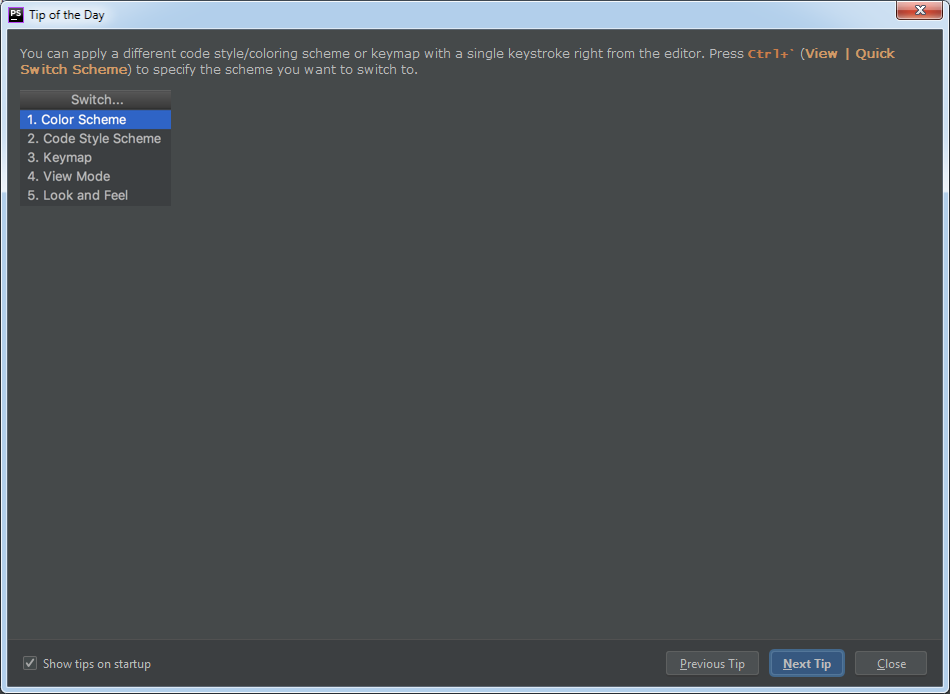 PS
Tip of the Day
You can apply a different code style/coloring scheme or keymap with a single keystroke right from the editor. Press Ctrl+` (View | Quick
Switch Scheme) to specify the scheme you want to switch to.
Switch...
1. Color Scheme
2. Code Style Scheme
3. Keymap
4. View Mode
5. Look and Feel
Show tips on startup
Previous Tip
Next Tip
Close